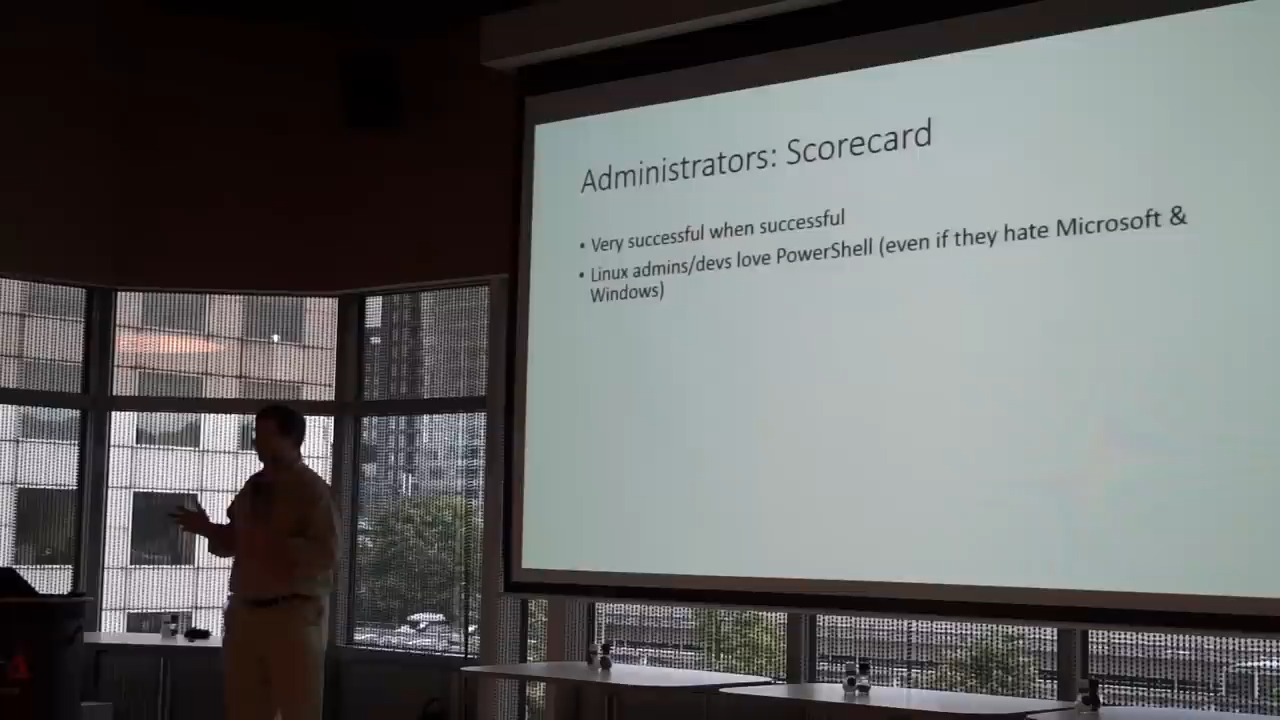 Administrators: Scorecard
• Very successful when successful
• Linux admins/devs love PowerShell (even if they hate Microsoft &
Windows)